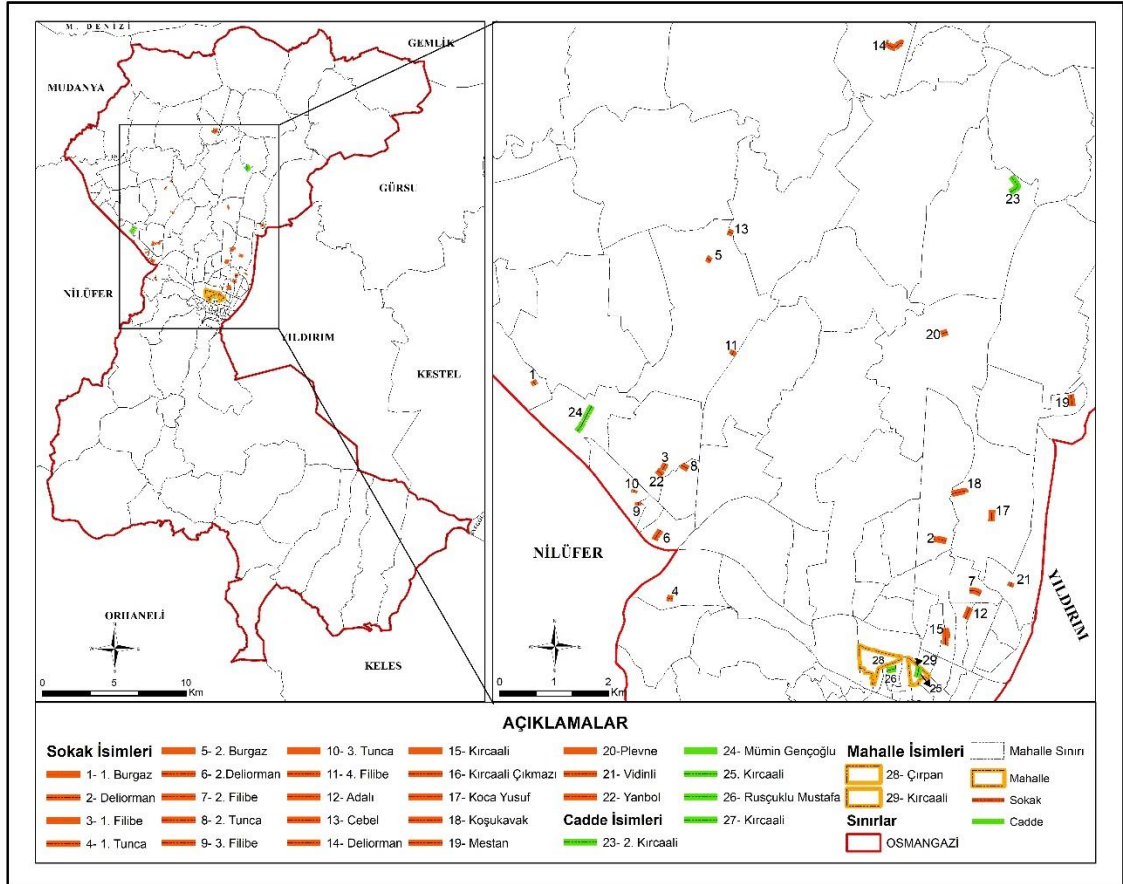 M. DENİZİ
GEMLİK
MUDANYA
GÜRSU
NİLÜFER
YILDIRIM
KESTEL
ORHANELİ
KELES
0 5 10
Km
14
23
13
5
20
11
1
19
24
3
8
22
10
18
9
17
6
2
NİLÜFER
YILDIRIM
21
7
4
12
15
29
28
26
25
0 1 2
Km
AÇIKLAMALAR
Sokak İsimleri
1- 1. Burgaz
2- Deliorman
3- 1. Filibe
4- 1. Tunca
5- 2. Burgaz
6- 2.Deliorman
7- 2. Filibe
8- 2. Tunca
9- 3. Filibe
10- 3. Tunca
11- 4. Filibe
12- Adalı
13- Cebel
14- Deliorman
15- Kırcaali
16- Kırcaali Çıkmazı
17- Koca Yusuf
18- Koşukavak
19- Mestan
20-Plevne
21- Vidinli
22- Yanbol
Cadde İsimleri
23- 2. Kırcaali
24- Mümin Gençoğlu
25- Kırcaali
26- Rusçuklu Mustafa
27- Kırcaali
Mahalle İsimleri
28- Çırpan
29- Kırcaali
Sınırlar
OSMANGAZİ
Mahalle Sınırı
Mahalle
Sokak
Cadde